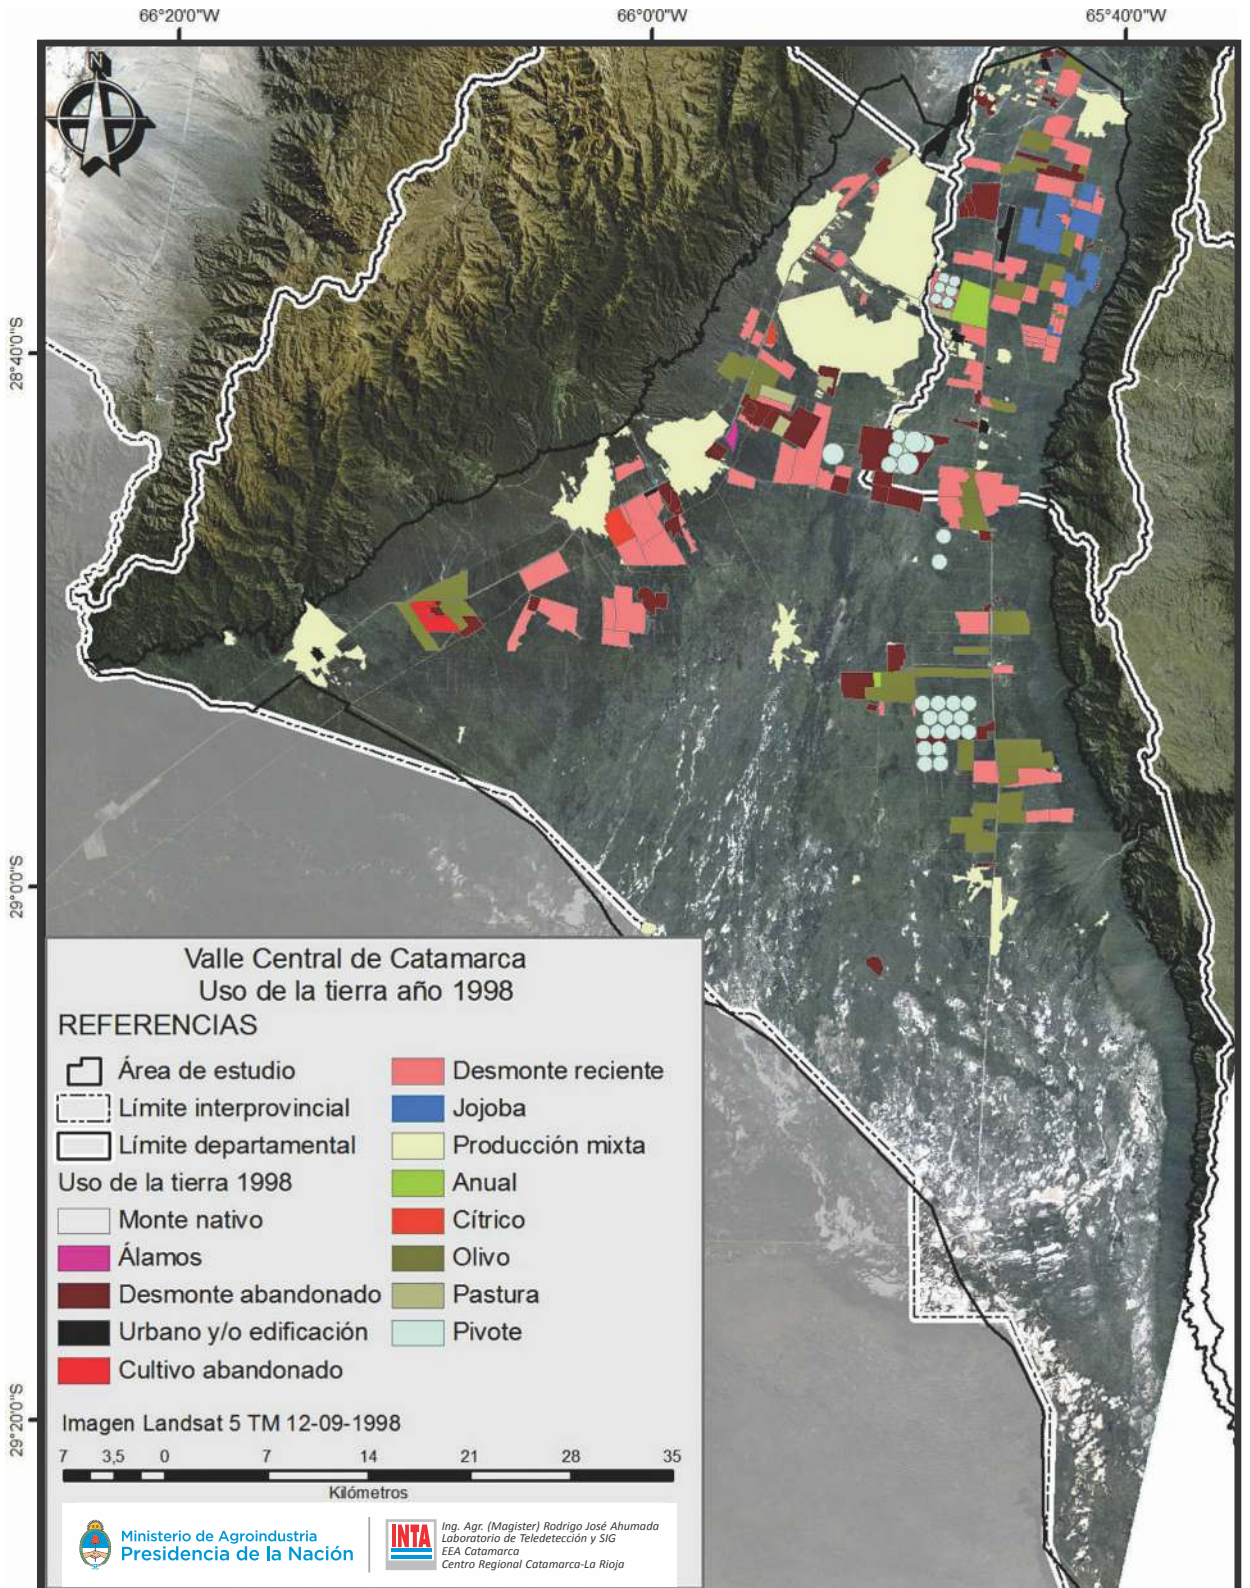 66°20'0"W 66°0'0"W 65°40'0"W
N
28°40'0"S
29°0'0"S
29°20'0"S
Valle Central de Catamarca
Uso de la tierra año 1998
REFERENCIAS
Área de estudio
Límite interprovincial
Límite departamental
Uso de la tierra 1998
Monte nativo
Álamos
Desmonte abandonado
Urbano y/o edificación
Cultivo abandonado
Desmonte reciente
Jojoba
Producción mixta
Anual
Cítrico
Olivo
Pastura
Pivote
Imagen Landsat 5 TM 12-09-1998
7 3,5 0 7 14 21 28 35
Kilómetros
Ministerio de Agroindustria
Presidencia de la Nación
INTA
Ing. Agr. (Magister) Rodrigo José Ahumada
Laboratorio de Teledetección y SIG
EEA Catamarca
Centro Regional Catamarca-La Rioja